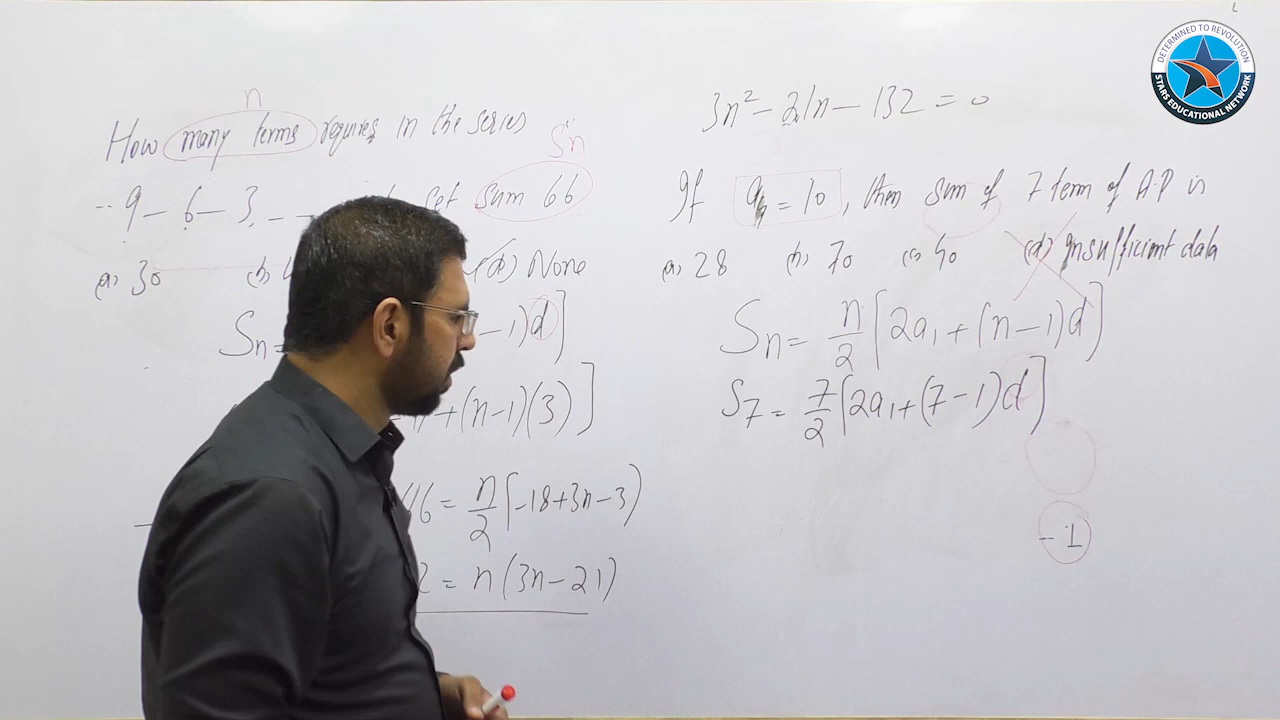 DETERMINED TO REVOLUTION
STARS EDUCATIONAL NETWORK
n
How many terms requires in the series
Sn
-9 - 6 - 3, - - set sum 66
(a) 30 (b) (d) None
Sn = - 1)d]
+ (n-1)(3)]
= n/2 [-18+3n-3)
2 = n(3n-21)
3n² - 21n - 132 = 0
If a4 = 10, then sum of 7 term of A.P is
(a) 28 (b) 70 (c) 40 (d) Insufficient data
Sn = n/2 [2a1 + (n-1)d]
S7 = 7/2 [2a1 + (7-1)d]
-1